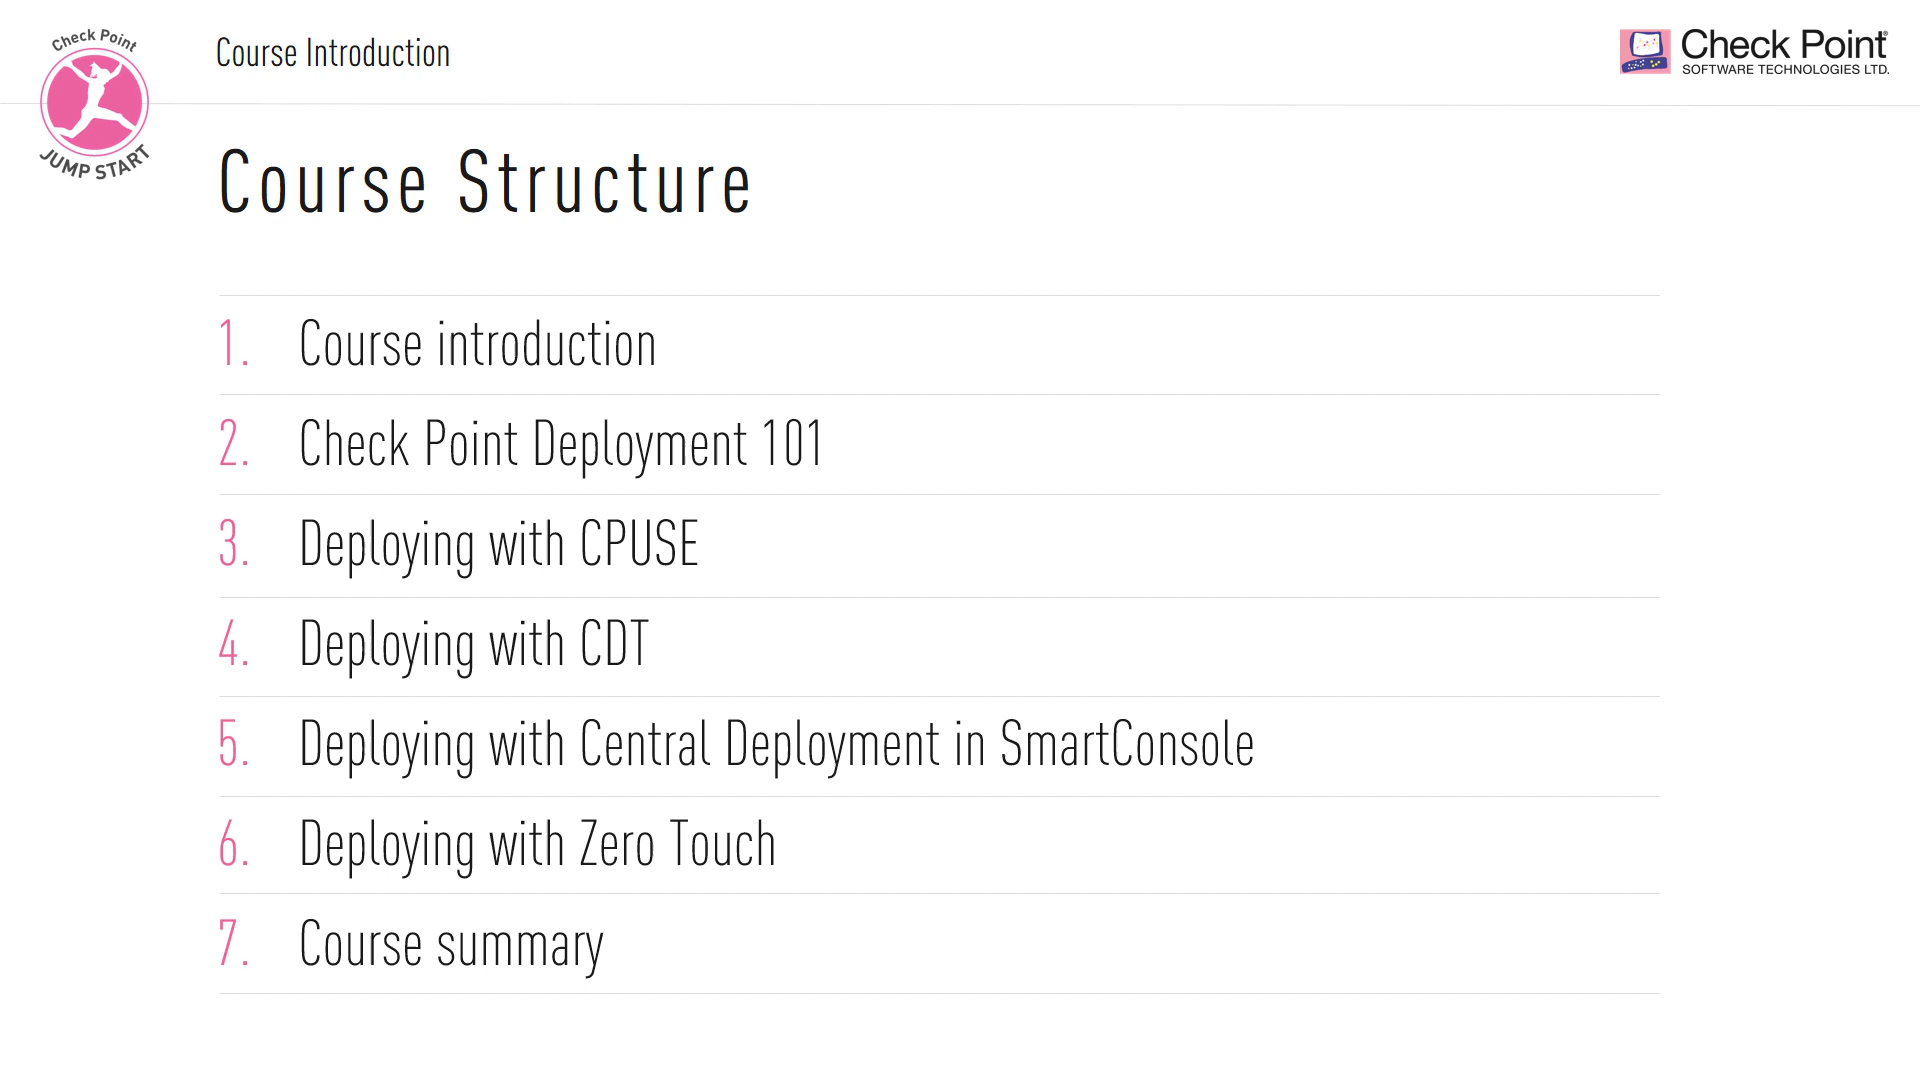 Check Point
JUMP START
Course Introduction
Check Point®
SOFTWARE TECHNOLOGIES LTD.
Course Structure
1. Course introduction
2. Check Point Deployment 101
3. Deploying with CPUSE
4. Deploying with CDT
5. Deploying with Central Deployment in SmartConsole
6. Deploying with Zero Touch
7. Course summary